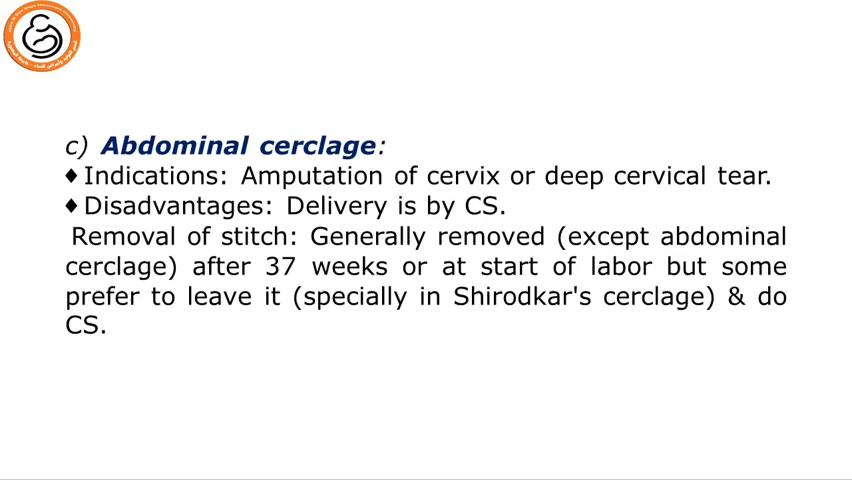 c) Abdominal cerclage:
♦Indications: Amputation of cervix or deep cervical tear.
♦Disadvantages: Delivery is by CS.
Removal of stitch: Generally removed (except abdominal
cerclage) after 37 weeks or at start of labor but some
prefer to leave it (specially in Shirodkar's cerclage) & do
CS.